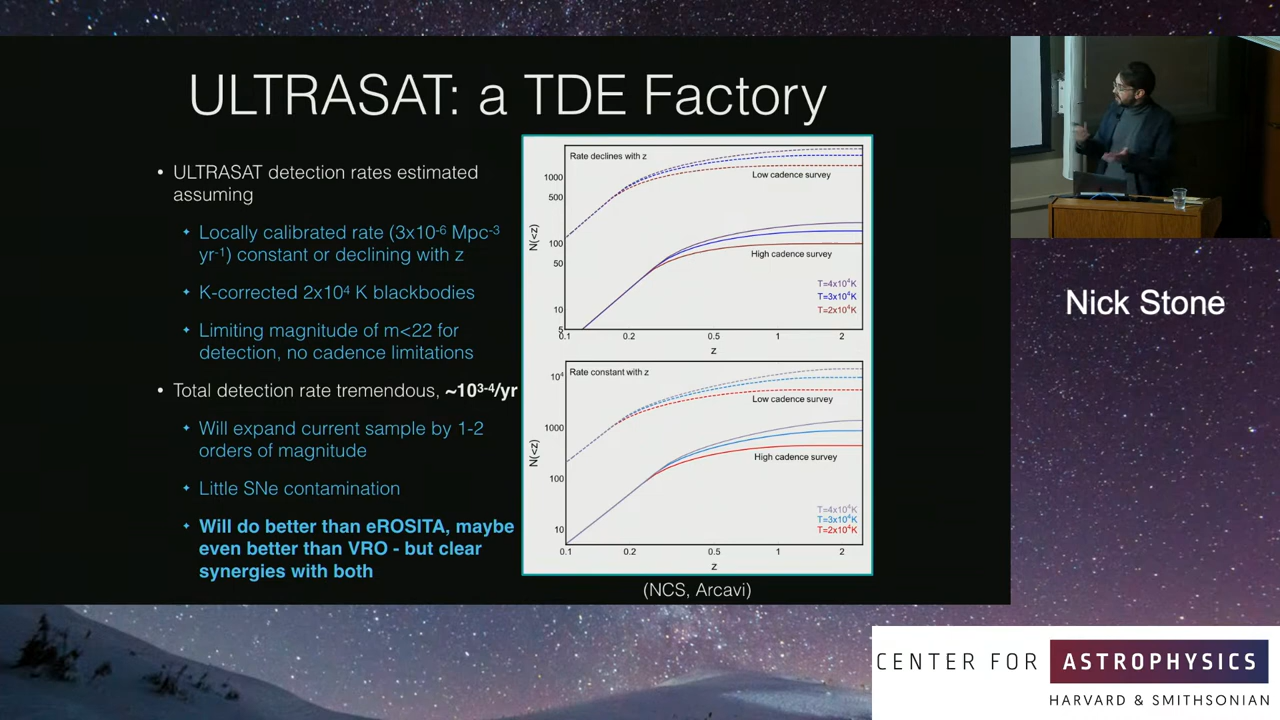 ULTRASAT: a TDE Factory
• ULTRASAT detection rates estimated
assuming
✦ Locally calibrated rate (3x10⁻⁶ Mpc⁻³
yr⁻¹) constant or declining with z
✦ K-corrected 2x10⁴ K blackbodies
✦ Limiting magnitude of m<22 for
detection, no cadence limitations
• Total detection rate tremendous, ~10³⁻⁴/yr
✦ Will expand current sample by 1-2
orders of magnitude
✦ Little SNe contamination
✦ Will do better than eROSITA, maybe
even better than VRO - but clear
synergies with both
Rate declines with z
Low cadence survey
High cadence survey
T=4x10⁴K
T=3x10⁴K
T=2x10⁴K
N(<z)
1000
500
100
50
10
5
0.1 0.2 0.5 1 2
z
Rate constant with z
Low cadence survey
High cadence survey
T=4x10⁴K
T=3x10⁴K
T=2x10⁴K
N(<z)
10⁴
1000
100
10
0.1 0.2 0.5 1 2
z
(NCS, Arcavi)
Nick Stone
CENTER FOR ASTROPHYSICS
HARVARD & SMITHSONIAN